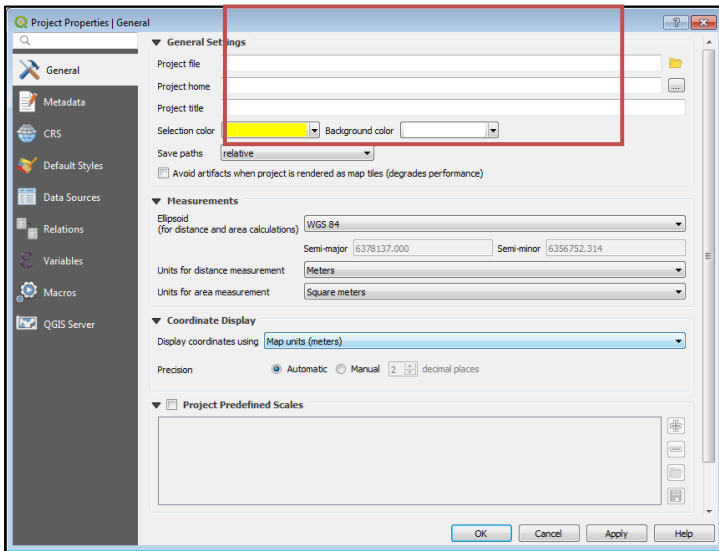 Project Properties | General
General
Metadata
CRS
Default Styles
Data Sources
Relations
Variables
Macros
QGIS Server
General Settings
Project file
Project home
...
Project title
Selection color Background color
Save paths relative
Avoid artifacts when project is rendered as map tiles (degrades performance)
Measurements
Ellipsoid
(for distance and area calculations) WGS 84
Semi-major 6378137.000 Semi-minor 6356752.314
Units for distance measurement Meters
Units for area measurement Square meters
Coordinate Display
Display coordinates using Map units (meters)
Precision Automatic Manual 2 decimal places
Project Predefined Scales
OK Cancel Apply Help